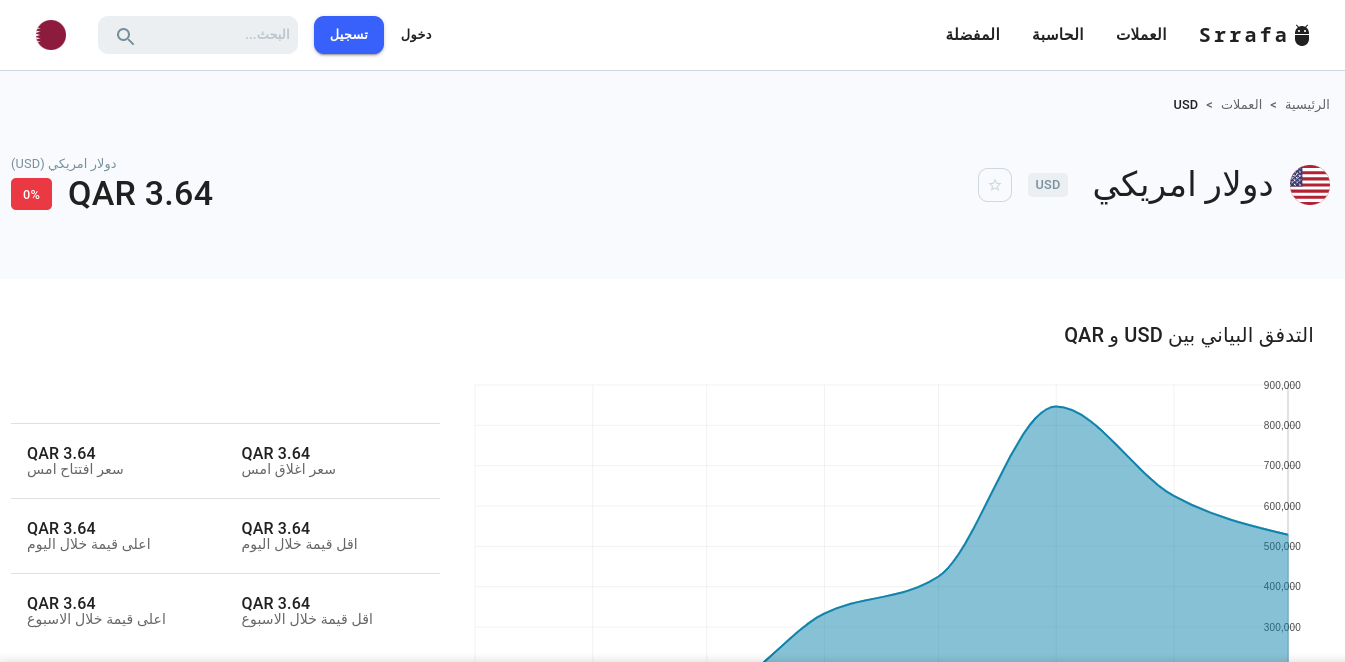 Srrafa
العملات
الحاسبة
المفضلة
دخول
تسجيل
البحث...
الرئيسية > العملات > USD
دولار امريكي
USD
دولار امريكي (USD)
QAR 3.64
0%
التدفق البياني بين USD و QAR
900,000
800,000
700,000
600,000
500,000
400,000
300,000
QAR 3.64
سعر اغلاق امس
QAR 3.64
سعر افتتاح امس
QAR 3.64
اقل قيمة خلال اليوم
QAR 3.64
اعلى قيمة خلال اليوم
QAR 3.64
اقل قيمة خلال الاسبوع
QAR 3.64
اعلى قيمة خلال الاسبوع